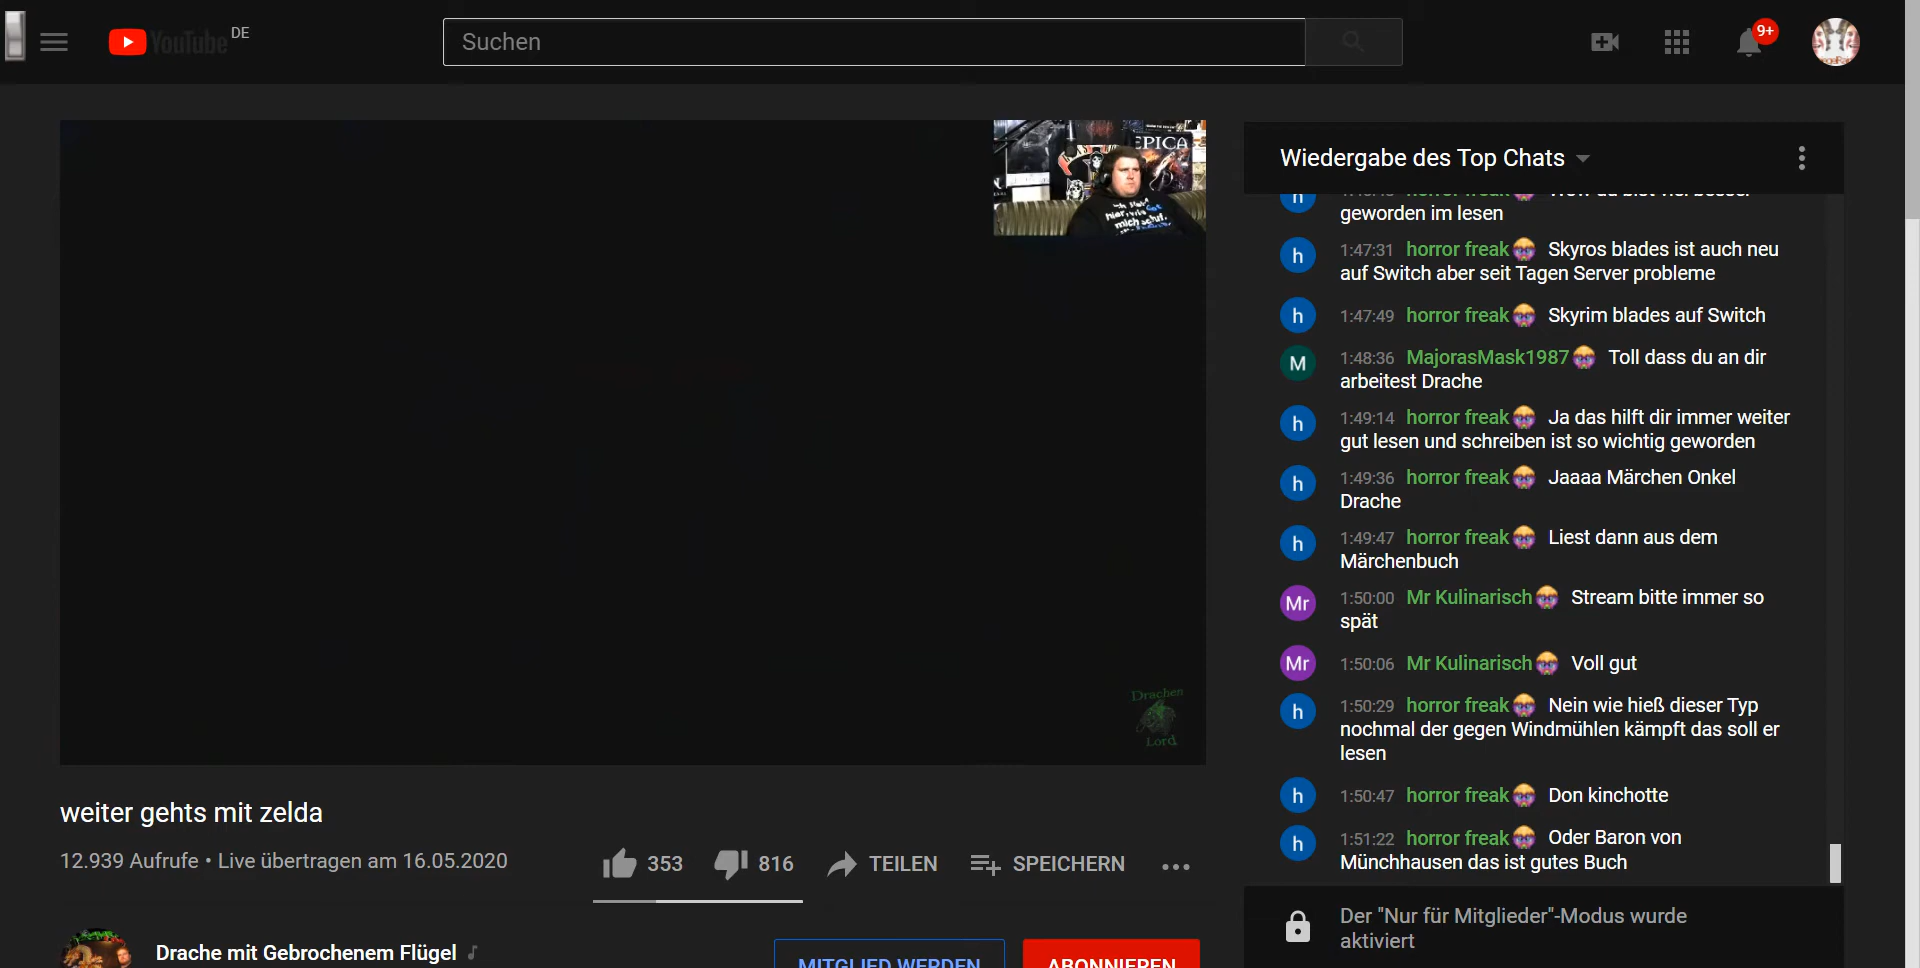 YouTube DE
Suchen
9+
EPICA
Drachen
Lord
weiter gehts mit zelda
12.939 Aufrufe • Live übertragen am 16.05.2020
353
816
TEILEN
SPEICHERN
Drache mit Gebrochenem Flügel
MITGLIED WERDEN
ABONNIEREN
Wiedergabe des Top Chats
geworden im lesen
h
1:47:31 horror freak Skyros blades ist auch neu
auf Switch aber seit Tagen Server probleme
h
1:47:49 horror freak Skyrim blades auf Switch
M
1:48:36 MajorasMask1987 Toll dass du an dir
arbeitest Drache
h
1:49:14 horror freak Ja das hilft dir immer weiter
gut lesen und schreiben ist so wichtig geworden
h
1:49:36 horror freak Jaaaa Märchen Onkel
Drache
h
1:49:47 horror freak Liest dann aus dem
Märchenbuch
Mr
1:50:00 Mr Kulinarisch Stream bitte immer so
spät
Mr
1:50:06 Mr Kulinarisch Voll gut
h
1:50:29 horror freak Nein wie hieß dieser Typ
nochmal der gegen Windmühlen kämpft das soll er
lesen
h
1:50:47 horror freak Don kinchotte
h
1:51:22 horror freak Oder Baron von
Münchhausen das ist gutes Buch
Der "Nur für Mitglieder"-Modus wurde
aktiviert